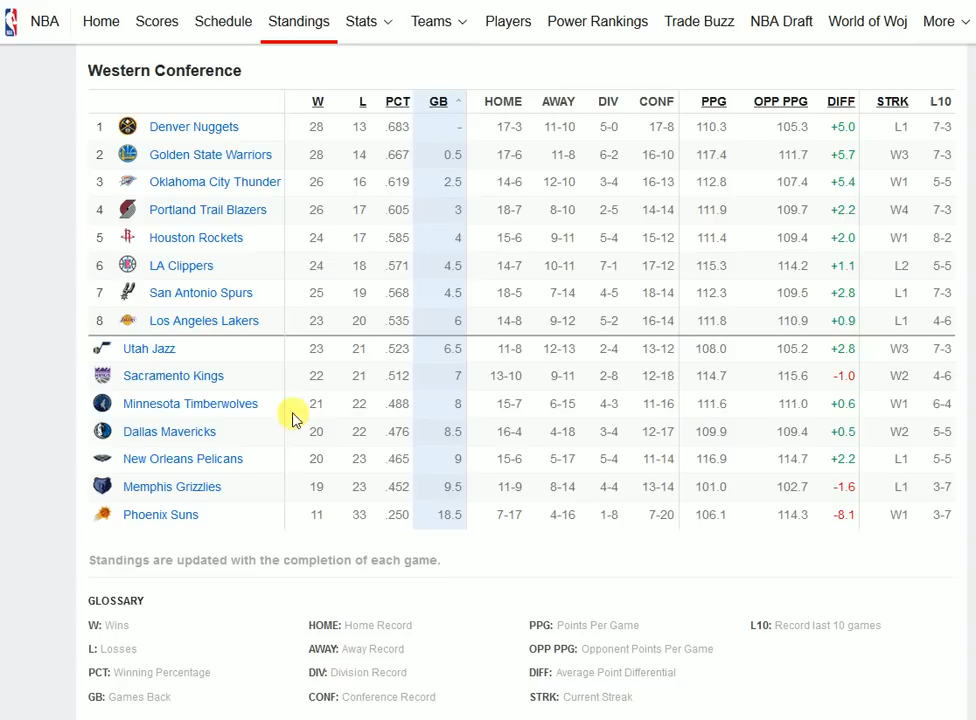 NBA Home Scores Schedule Standings Stats Teams Players Power Rankings Trade Buzz NBA Draft World of Woj More
Western Conference
W L PCT GB HOME AWAY DIV CONF PPG OPP PPG DIFF STRK L10
1 Denver Nuggets 28 13 .683 - 17-3 11-10 5-0 17-8 110.3 105.3 +5.0 L1 7-3
2 Golden State Warriors 28 14 .667 0.5 17-6 11-8 6-2 16-10 117.4 111.7 +5.7 W3 7-3
3 Oklahoma City Thunder 26 16 .619 2.5 14-6 12-10 3-4 16-13 112.8 107.4 +5.4 W1 5-5
4 Portland Trail Blazers 26 17 .605 3 18-7 8-10 2-5 14-14 111.9 109.7 +2.2 W4 7-3
5 Houston Rockets 24 17 .585 4 15-6 9-11 5-4 15-12 111.4 109.4 +2.0 W1 8-2
6 LA Clippers 24 18 .571 4.5 14-7 10-11 7-1 17-12 115.3 114.2 +1.1 L2 5-5
7 San Antonio Spurs 25 19 .568 4.5 18-5 7-14 4-5 18-14 112.3 109.5 +2.8 L1 7-3
8 Los Angeles Lakers 23 20 .535 6 14-8 9-12 5-2 16-14 111.8 110.9 +0.9 L1 4-6
Utah Jazz 23 21 .523 6.5 11-8 12-13 2-4 13-12 108.0 105.2 +2.8 W3 7-3
Sacramento Kings 22 21 .512 7 13-10 9-11 2-8 12-18 114.7 115.6 -1.0 W2 4-6
Minnesota Timberwolves 21 22 .488 8 15-7 6-15 4-3 11-16 111.6 111.0 +0.6 W1 6-4
Dallas Mavericks 20 22 .476 8.5 16-4 4-18 3-4 12-17 109.9 109.4 +0.5 W2 5-5
New Orleans Pelicans 20 23 .465 9 15-6 5-17 5-4 11-14 116.9 114.7 +2.2 L1 5-5
Memphis Grizzlies 19 23 .452 9.5 11-9 8-14 4-4 13-14 101.0 102.7 -1.6 L1 3-7
Phoenix Suns 11 33 .250 18.5 7-17 4-16 1-8 7-20 106.1 114.3 -8.1 W1 3-7
Standings are updated with the completion of each game.
GLOSSARY
W: Wins HOME: Home Record PPG: Points Per Game L10: Record last 10 games
L: Losses AWAY: Away Record OPP PPG: Opponent Points Per Game
PCT: Winning Percentage DIV: Division Record DIFF: Average Point Differential
GB: Games Back CONF: Conference Record STRK: Current Streak